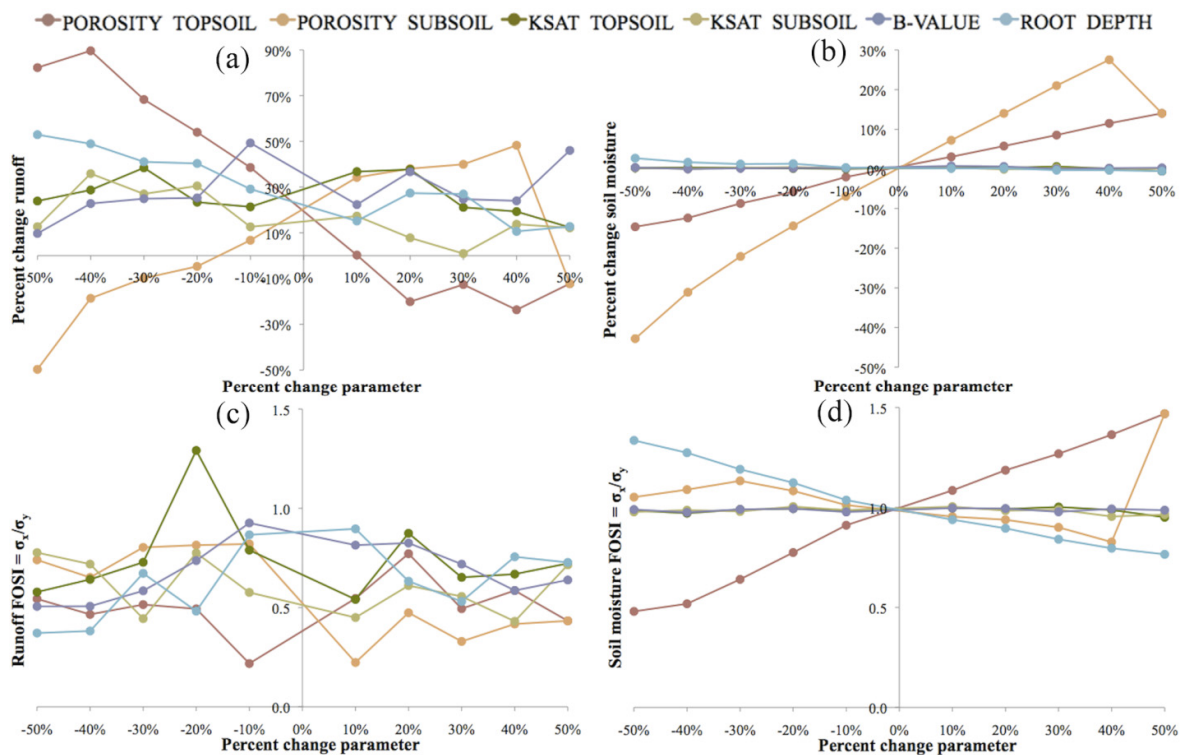 POROSITY TOPSOIL POROSITY SUBSOIL KSAT TOPSOIL KSAT SUBSOIL B-VALUE ROOT DEPTH
(a)
90%
70%
50%
30%
10%
-10%
-30%
-50%
-50% -40% -30% -20% -10% 10% 20% 30% 40% 50%
Percent change runoff
Percent change parameter
(b)
30%
20%
10%
0%
-10%
-20%
-30%
-40%
-50%
-50% -40% -30% -20% -10% 10% 20% 30% 40% 50%
Percent change soil moisture
Percent change parameter
(c)
1.5
1.0
0.5
0.0
-50% -40% -30% -20% -10% 0% 10% 20% 30% 40% 50%
Runoff FOSI = σx/σy
Percent change parameter
(d)
1.5
1.0
0.5
0.0
-50% -40% -30% -20% -10% 0% 10% 20% 30% 40% 50%
Soil moisture FOSI = σx/σy
Percent change parameter